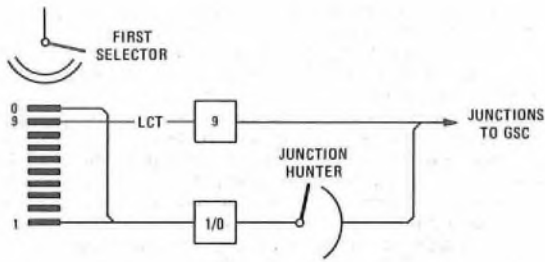 FIRST
SELECTOR
0
9
LCT
9
JUNCTIONS
TO GSC
JUNCTION
HUNTER
1
1/0